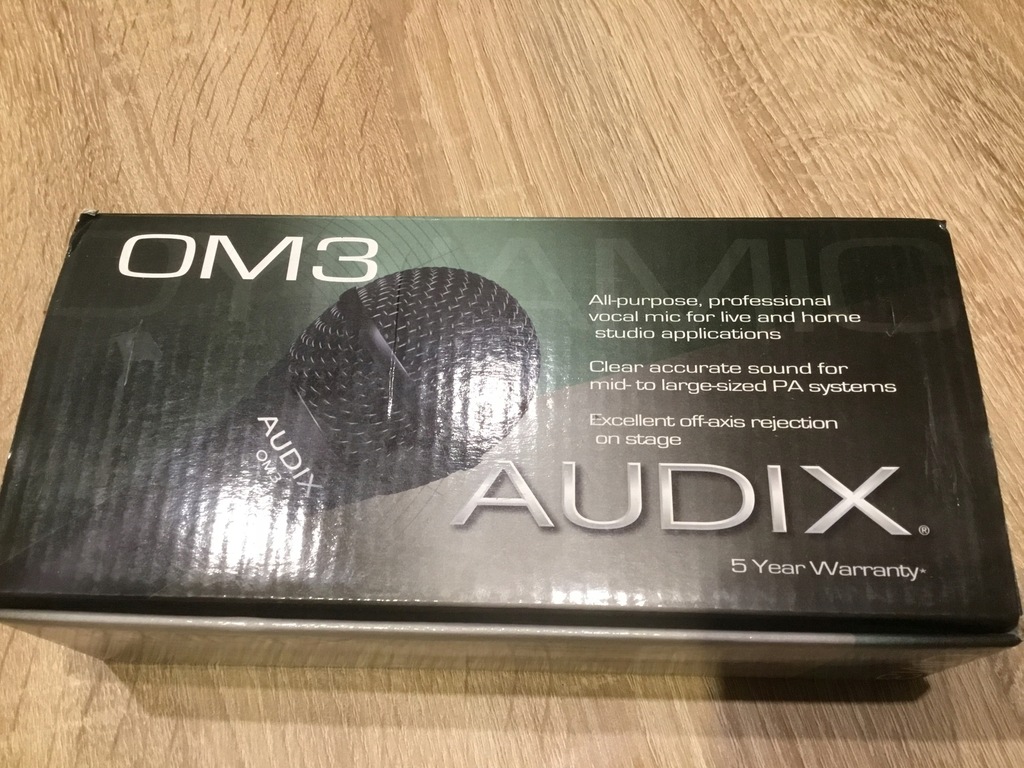 OM3
DYNAMIC
All-purpose, professional
vocal mic for live and home
studio applications
Clear accurate sound for
mid- to large-sized PA systems
Excellent off-axis rejection
on stage
AUDIX
OM3
AUDIX®
5 Year Warranty*